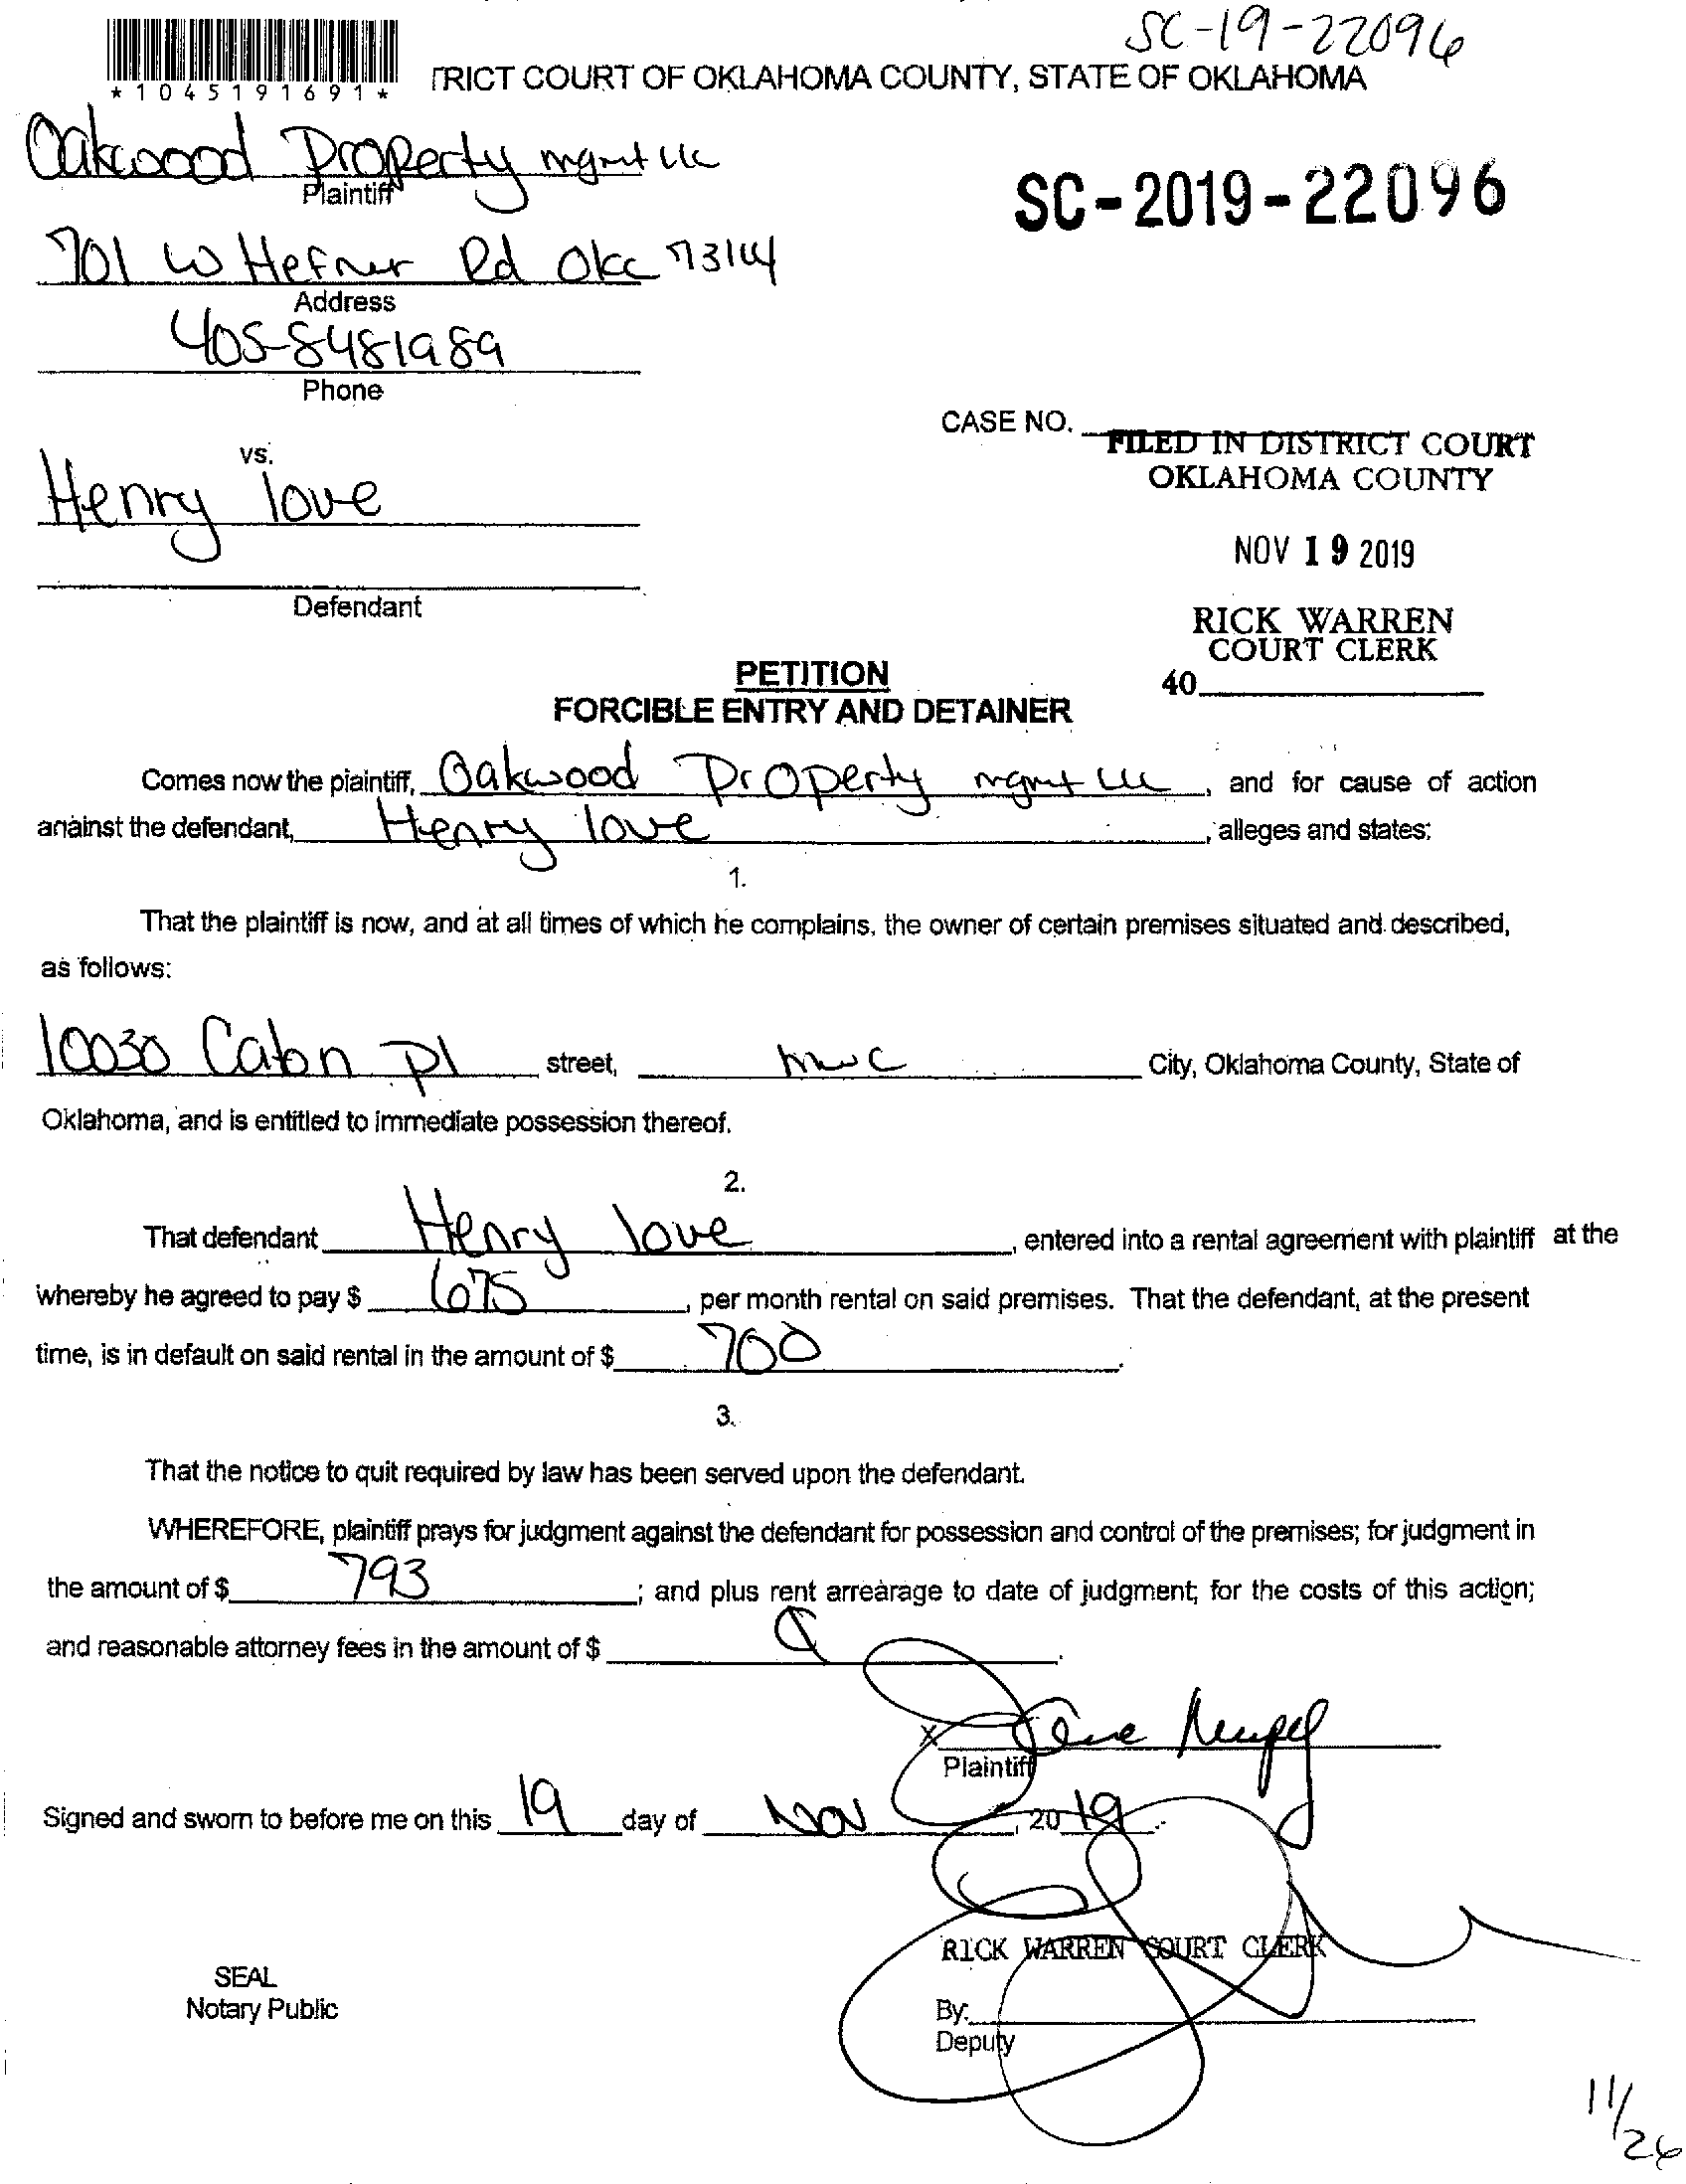 SC-19-22096
*1045191691*
TRICT COURT OF OKLAHOMA COUNTY, STATE OF OKLAHOMA
Oakwood Property mgmt llc
Plaintiff
SC-2019-22096
701 W Hefner Rd Okc 73114
Address
405-8481989
Phone
CASE NO.
FILED IN DISTRICT COURT
OKLAHOMA COUNTY
vs.
Henry love
NOV 19 2019
Defendant
RICK WARREN
COURT CLERK
40
PETITION
FORCIBLE ENTRY AND DETAINER
Comes now the plaintiff, Oakwood Property mgmt llc, and for cause of action
against the defendant, Henry love, alleges and states:
1.
That the plaintiff is now, and at all times of which he complains, the owner of certain premises situated and described,
as follows:
10030 Caton Pl street, mwc City, Oklahoma County, State of
Oklahoma, and is entitled to immediate possession thereof.
2.
That defendant Henry love, entered into a rental agreement with plaintiff at the
whereby he agreed to pay $ 675, per month rental on said premises. That the defendant, at the present
time, is in default on said rental in the amount of $ 700.
3.
That the notice to quit required by law has been served upon the defendant.
WHEREFORE, plaintiff prays for judgment against the defendant for possession and control of the premises; for judgment in
the amount of $ 793; and plus rent arrearage to date of judgment; for the costs of this action;
and reasonable attorney fees in the amount of $
X
Plaintiff
Signed and sworn to before me on this 19 day of Nov, 2019.
RICK WARREN COURT CLERK
SEAL
Notary Public
By:
Deputy
11/26